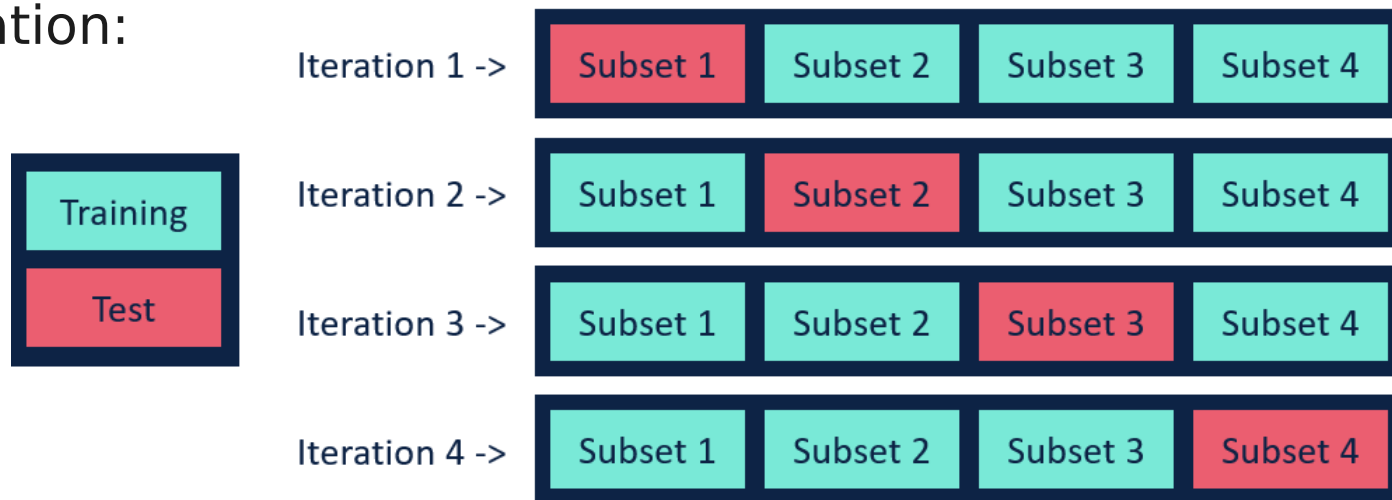 Iteration 1 -> Subset 1 Subset 2 Subset 3 Subset 4
Iteration 2 -> Subset 1 Subset 2 Subset 3 Subset 4
Training
Test
Iteration 3 -> Subset 1 Subset 2 Subset 3 Subset 4
Iteration 4 -> Subset 1 Subset 2 Subset 3 Subset 4